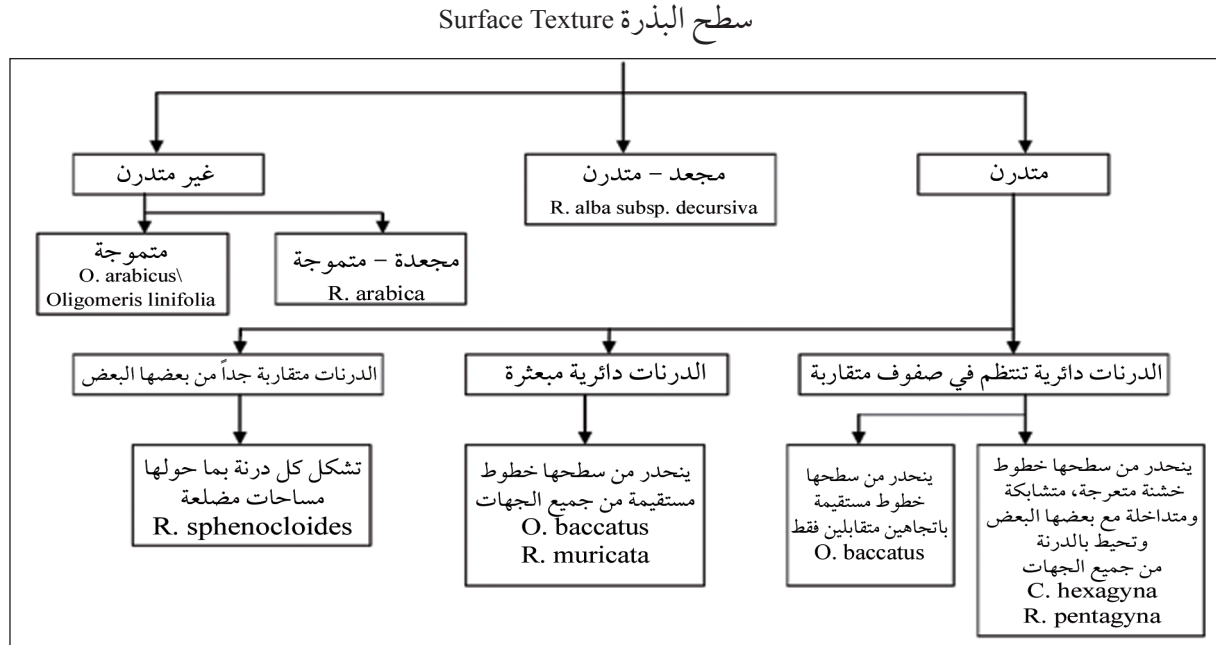 سطح البذرة Surface Texture
متدرن
مجعد – متدرن
R. alba subsp. decursiva
غير متدرن
مجعدة – متموجة
R. arabica
متموجة
O. arabicus\
Oligomeris linifolia
الدرنات دائرية تنتظم في صفوف متقاربة
الدرنات دائرية مبعثرة
الدرنات متقاربة جداً من بعضها البعض
ينحدر من سطحها خطوط
خشنة متعرجة، متشابكة
ومتداخلة مع بعضها البعض
وتحيط بالدرنة
من جميع الجهات
C. hexagyna
R. pentagyna
ينحدر من سطحها
خطوط مستقيمة
باتجاهين متقابلين فقط
O. baccatus
ينحدر من سطحها خطوط
مستقيمة من جميع الجهات
O. baccatus
R. muricata
تشكل كل درنة بما حولها
مساحات مضلعة
R. sphenocloides